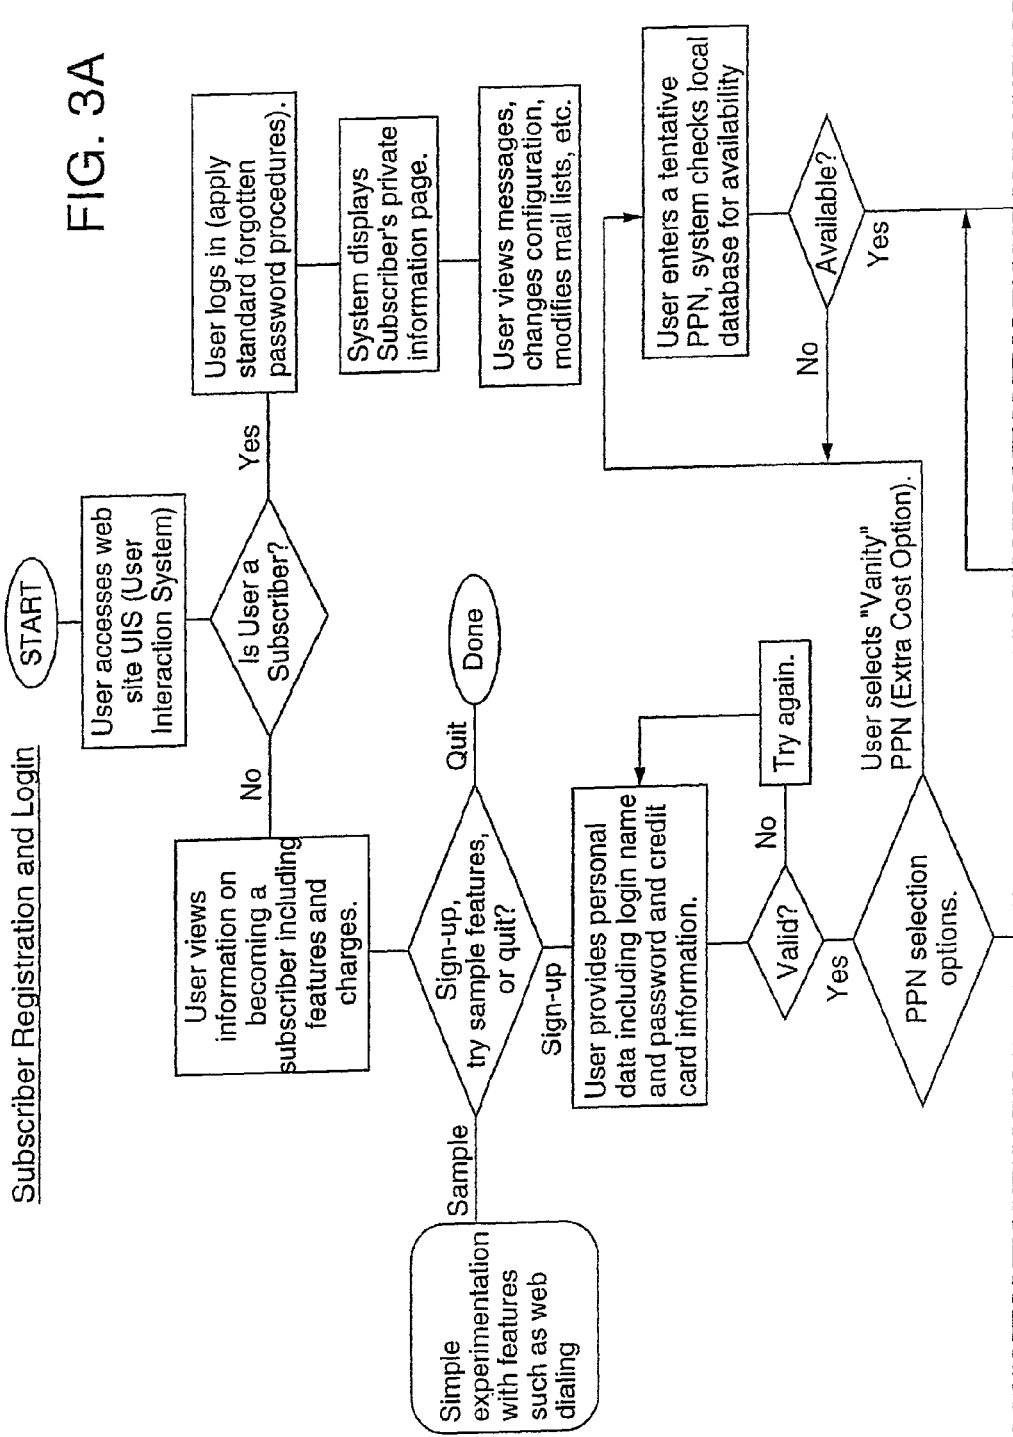 Subscriber Registration and Login
FIG. 3A
START
User accesses web
site UIS (User
Interaction System)
Is User a
Subscriber?
Yes
No
User logs in (apply
standard forgotten
password procedures).
System displays
Subscriber's private
information page.
User views messages,
changes configuration,
modifies mail lists, etc.
User views
information on
becoming a
subscriber including
features and
charges.
Sign-up,
try sample features,
or quit?
Quit
Done
Sample
Simple
experimentation
with features
such as web
dialing
Sign-up
User provides personal
data including login name
and password and credit
card information.
Valid?
No
Try again.
Yes
PPN selection
options.
User selects "Vanity"
PPN (Extra Cost Option).
User enters a tentative
PPN, system checks local
database for availability
Available?
No
Yes